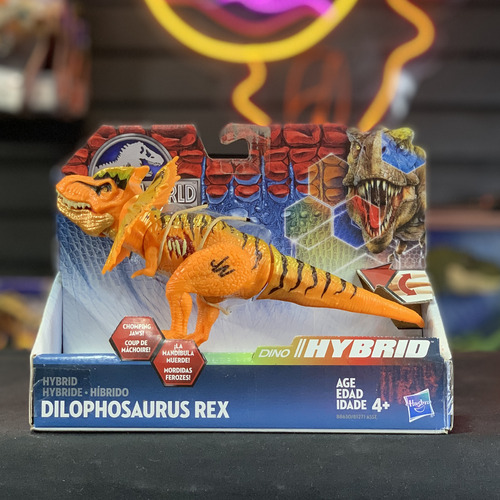 WORLD
CHOMPING
JAWS!
COUP DE
MÂCHOIRE!
¡LA
MANDÍBULA
MUERDE!
MORDIDAS
FEROZES!
DINO HYBRID
HYBRID
HYBRIDE • HÍBRIDO
DILOPHOSAURUS REX
AGE
EDAD
IDADE 4+
Hasbro
JW